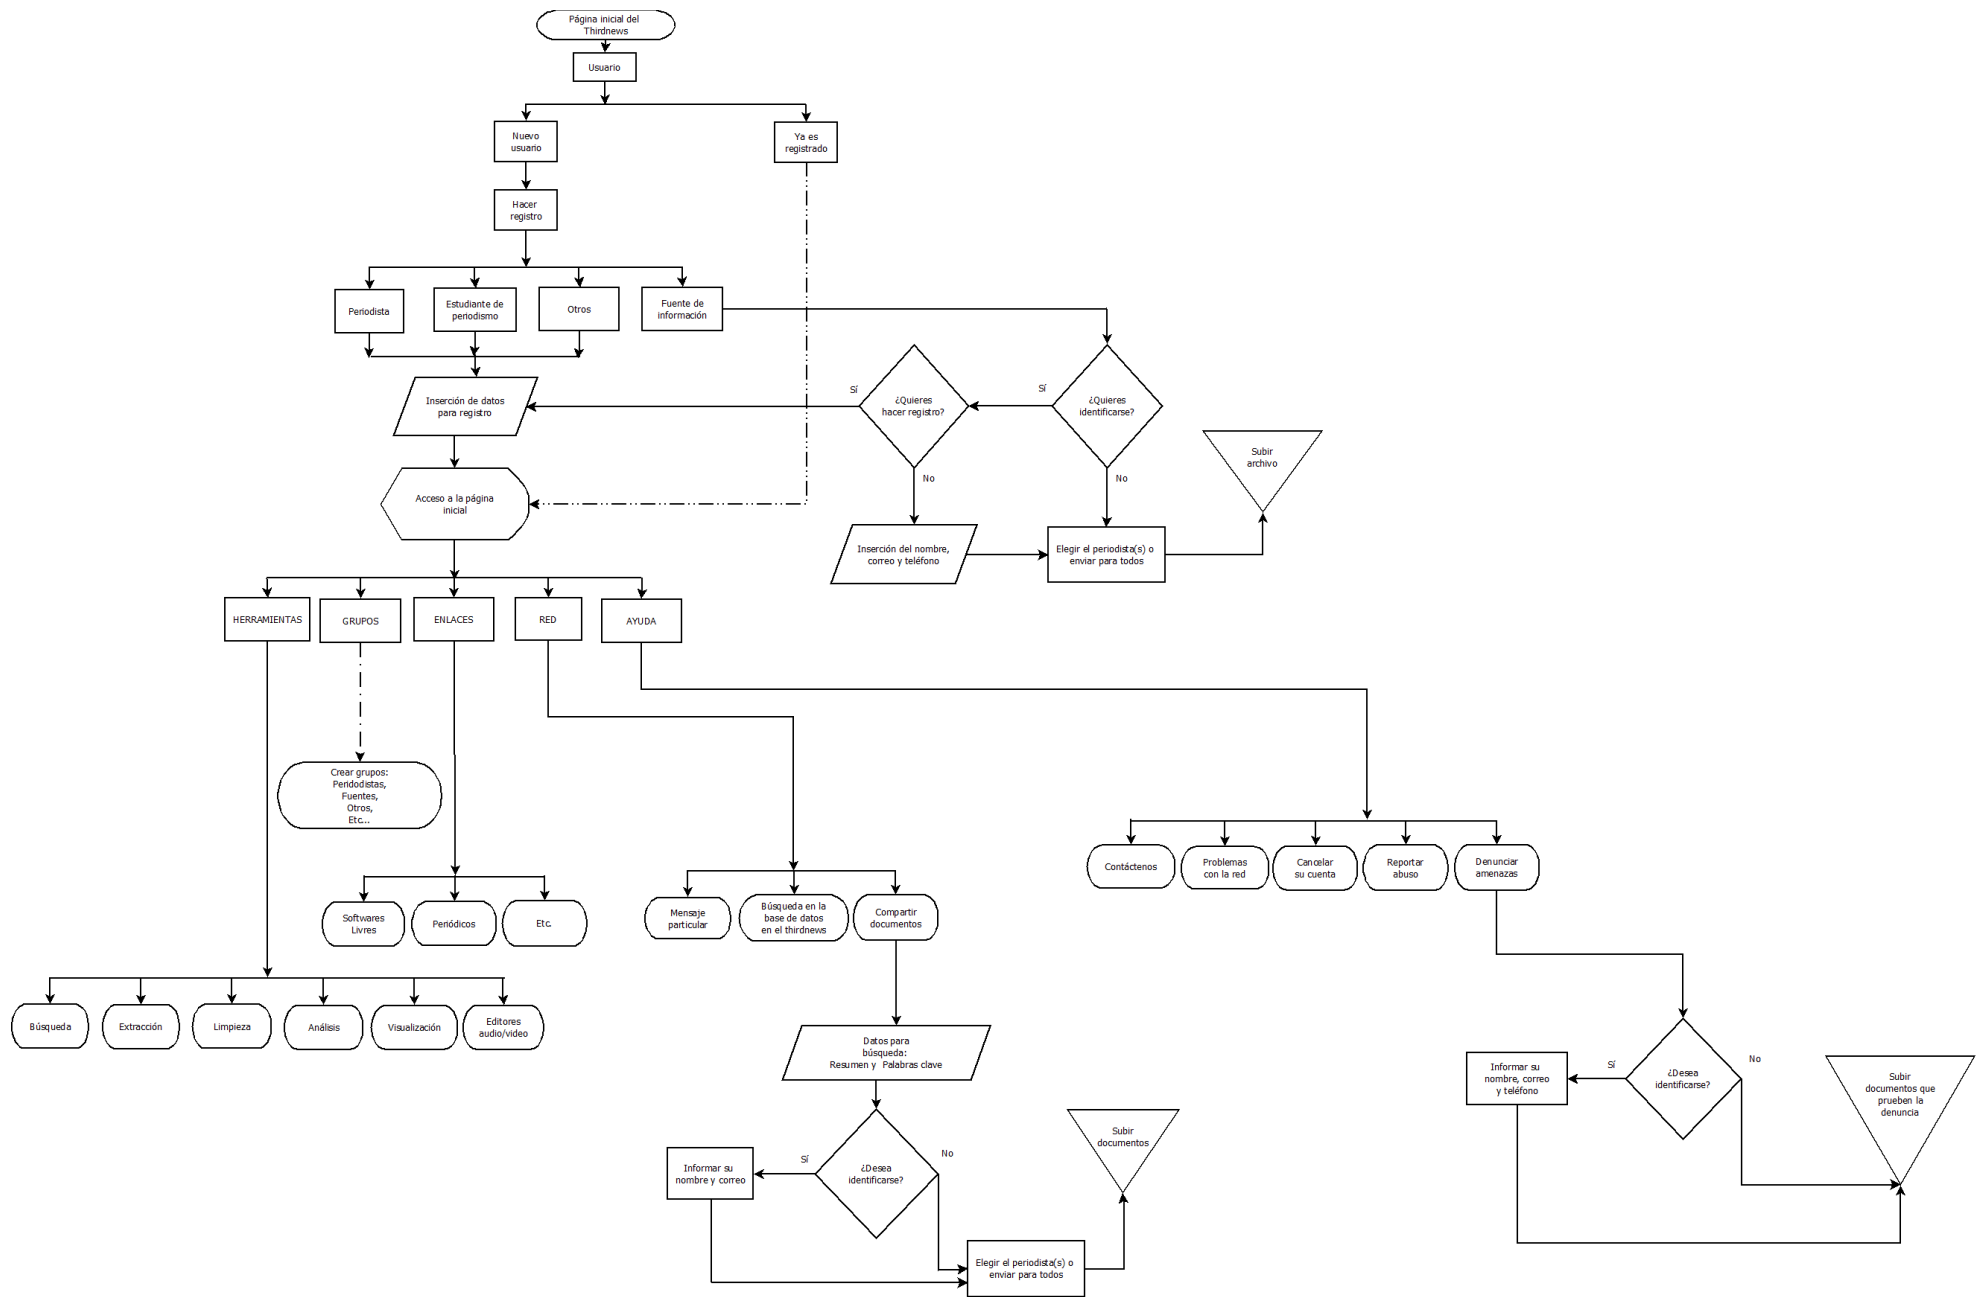 Página inicial del
Thirdnews
Usuario
Nuevo
usuario
Ya es
registrado
Hacer
registro
Periodista
Estudiante de
periodismo
Otros
Fuente de
información
Inserción de datos
para registro
Sí
¿Quieres
hacer registro?
Sí
¿Quieres
identificarse?
Subir
archivo
No
No
Acceso a la página
inicial
Inserción del nombre,
correo y teléfono
Elegir el periodista(s) o
enviar para todos
HERRAMIENTAS
GRUPOS
ENLACES
RED
AYUDA
Crear grupos:
Peridodistas,
Fuentes,
Otros,
Etc...
Contáctenos
Problemas
con la red
Cancelar
su cuenta
Reportar
abuso
Denunciar
amenazas
Softwares
Livres
Periódicos
Etc.
Mensaje
particular
Búsqueda en la
base de datos
en el thirdnews
Compartir
documentos
Búsqueda
Extracción
Limpieza
Análisis
Visualización
Editores
audio/video
Datos para
búsqueda:
Resumen y  Palabras clave
Informar su
nombre, correo
y teléfono
Sí
¿Desea
identificarse?
No
Subir
documentos que
prueben la
denuncia
Informar su
nombre y correo
Sí
¿Desea
identificarse?
No
Subir
documentos
Elegir el periodista(s) o
enviar para todos